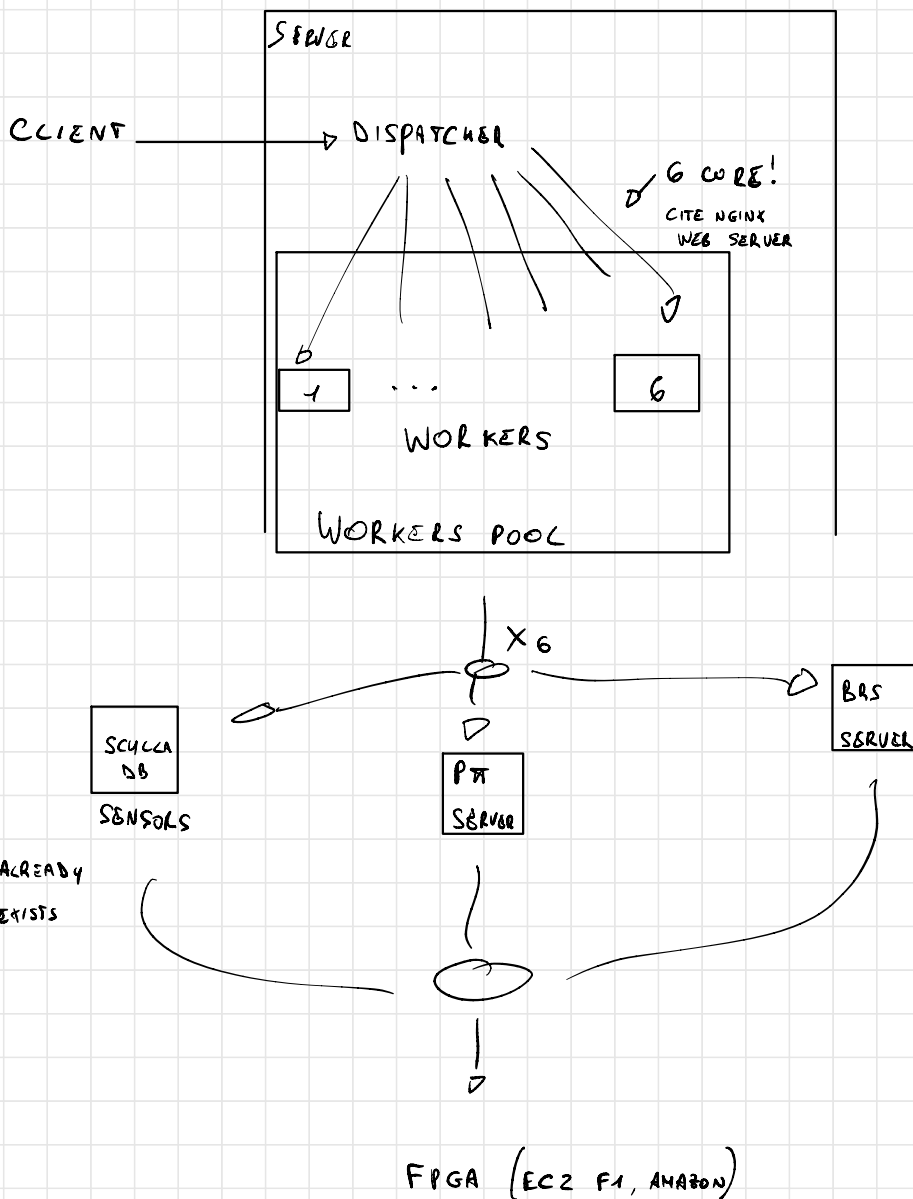 SERVER
CLIENT
DISPATCHER
6 CORE!
CITE NGINX
WEB SERVER
1
...
6
WORKERS
WORKERS POOL
X 6
SCYLLA
DB
SENSORS
Pπ
SERVER
BRS
SERVER
ALREADY
EXISTS
FPGA (EC2 F1, AMAZON)